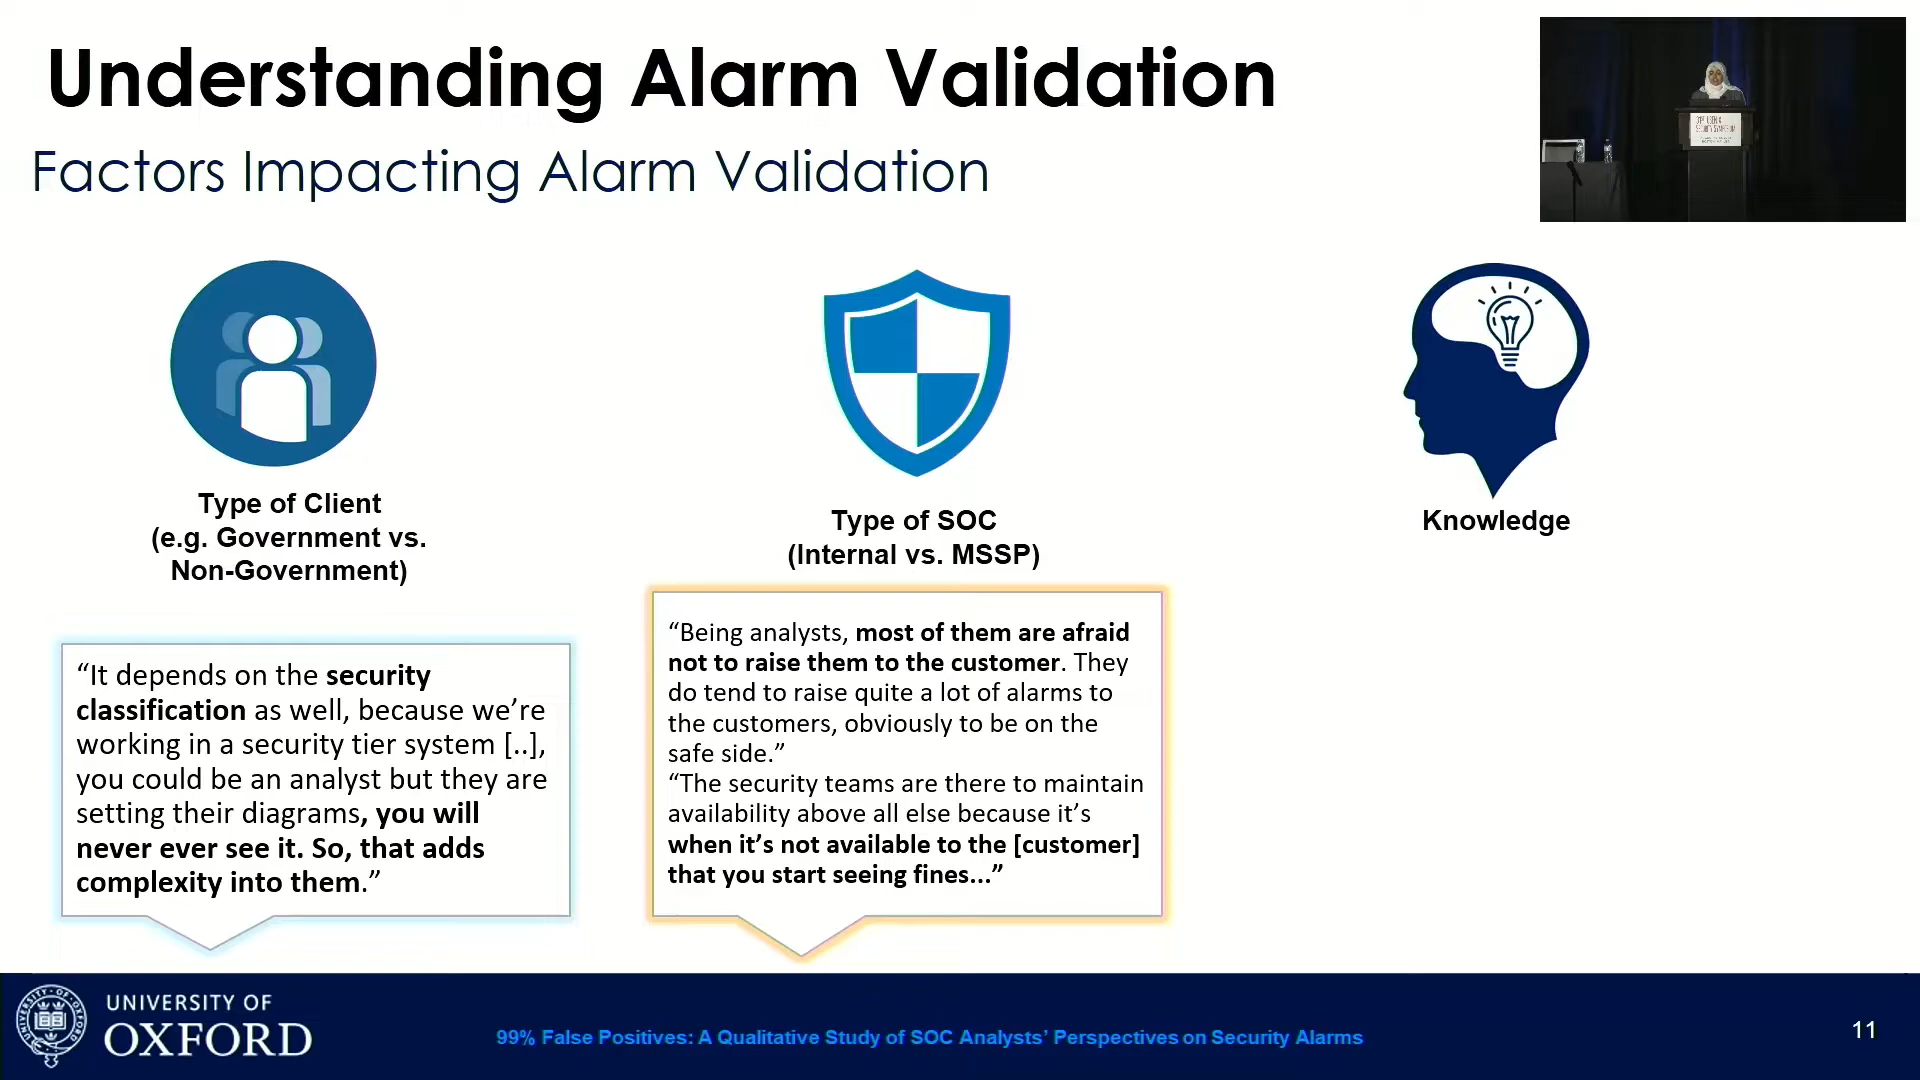 Understanding Alarm Validation
Factors Impacting Alarm Validation
Type of Client
(e.g. Government vs.
Non-Government)
Type of SOC
(Internal vs. MSSP)
Knowledge
“It depends on the security
classification as well, because we’re
working in a security tier system [..],
you could be an analyst but they are
setting their diagrams, you will
never ever see it. So, that adds
complexity into them.”
“Being analysts, most of them are afraid
not to raise them to the customer. They
do tend to raise quite a lot of alarms to
the customers, obviously to be on the
safe side.”
“The security teams are there to maintain
availability above all else because it’s
when it’s not available to the [customer]
that you start seeing fines...”
UNIVERSITY OF
OXFORD
99% False Positives: A Qualitative Study of SOC Analysts’ Perspectives on Security Alarms
11